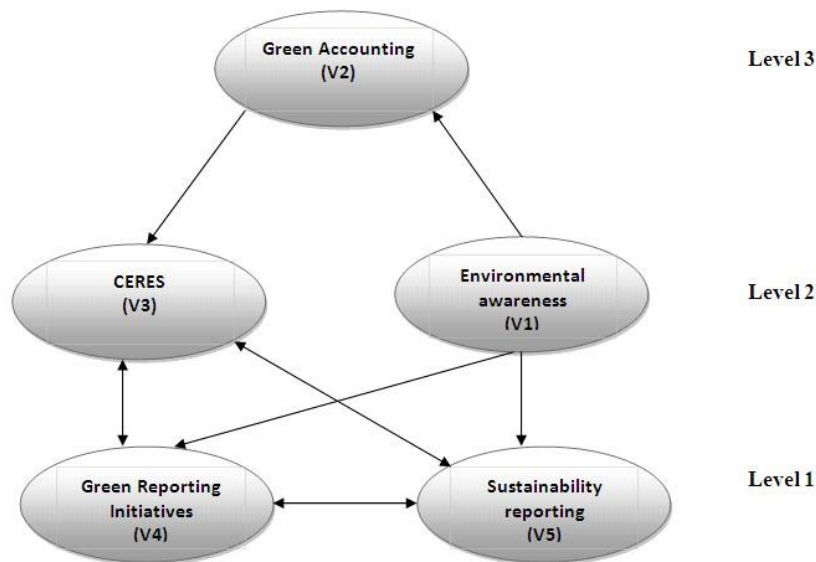 Green Accounting
(V2)
Level 3
CERES
(V3)
Environmental
awareness
(V1)
Level 2
Green Reporting
Initiatives
(V4)
Sustainability
reporting
(V5)
Level 1